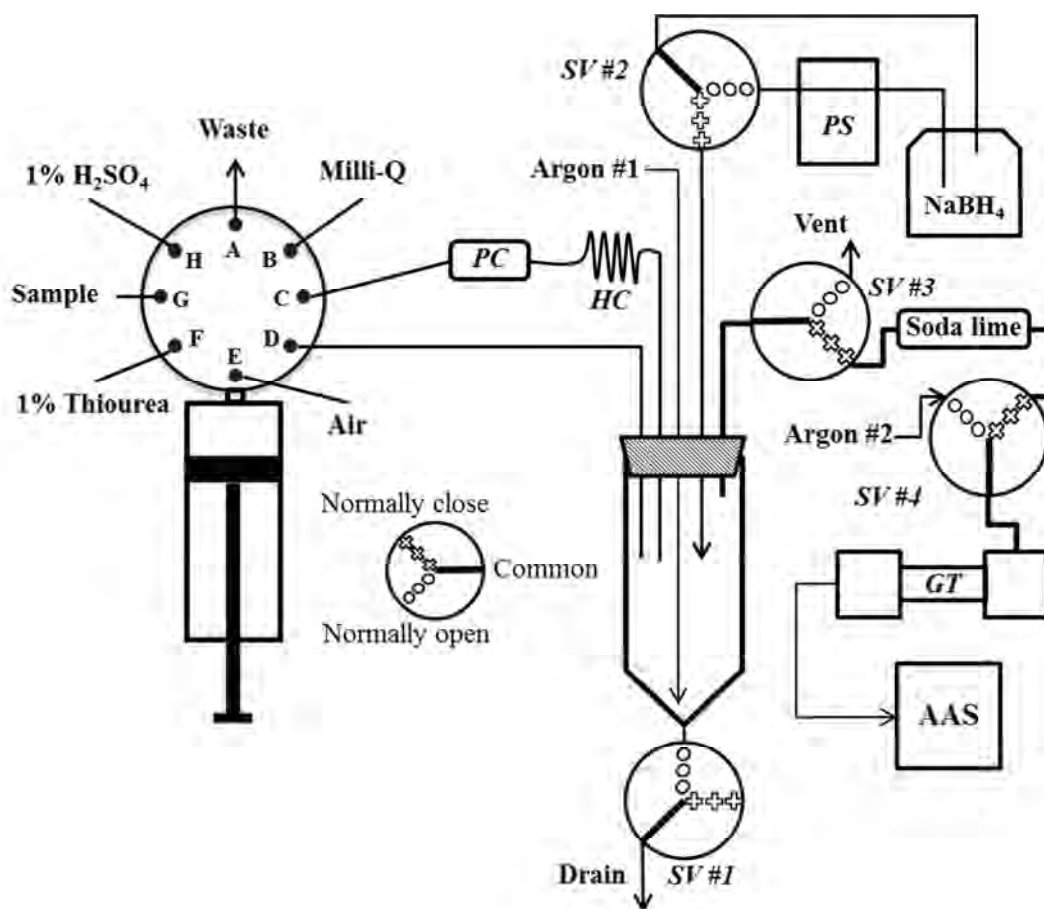 SV #2
Waste
PS
Argon #1
1% H₂SO₄
Milli-Q
NaBH₄
Vent
H
A
B
PC
SV #3
Sample
G
C
HC
Soda lime
F
E
D
1% Thiourea
Air
Argon #2
SV #4
Normally close
Common
GT
Normally open
AAS
Drain
SV #1